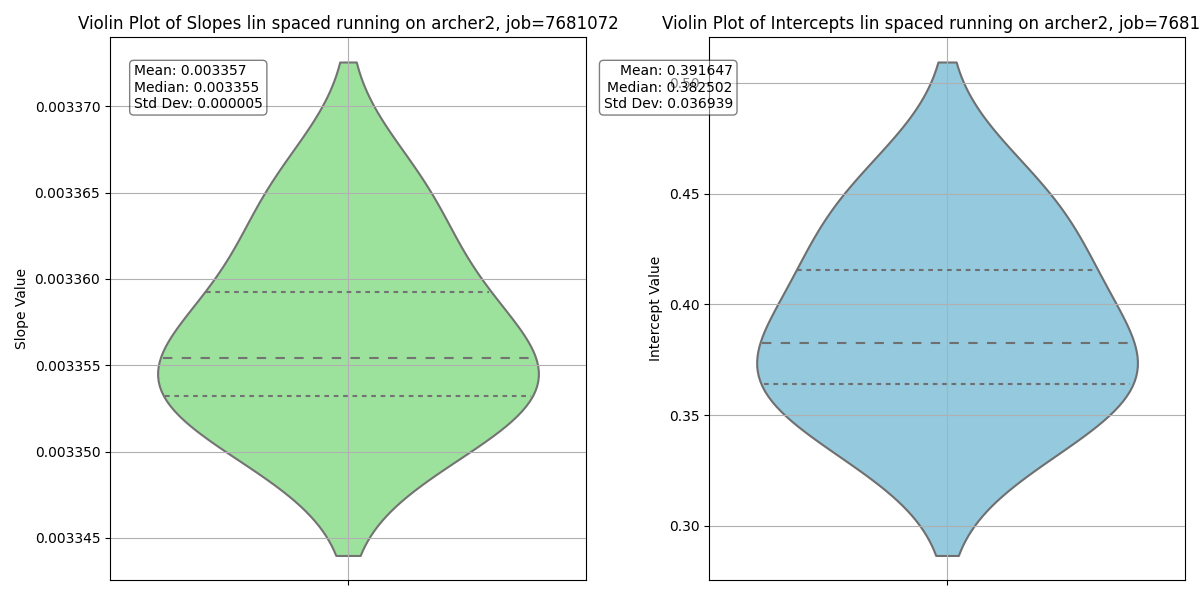 Violin Plot of Slopes lin spaced running on archer2, job=7681072
Mean: 0.003357
Median: 0.003355
Std Dev: 0.000005
0.003370
0.003365
0.003360
0.003355
0.003350
0.003345
Slope Value
Violin Plot of Intercepts lin spaced running on archer2, job=7681
Mean: 0.391647
Median: 0.382502
Std Dev: 0.036939
0.50
0.45
0.40
0.35
0.30
Intercept Value